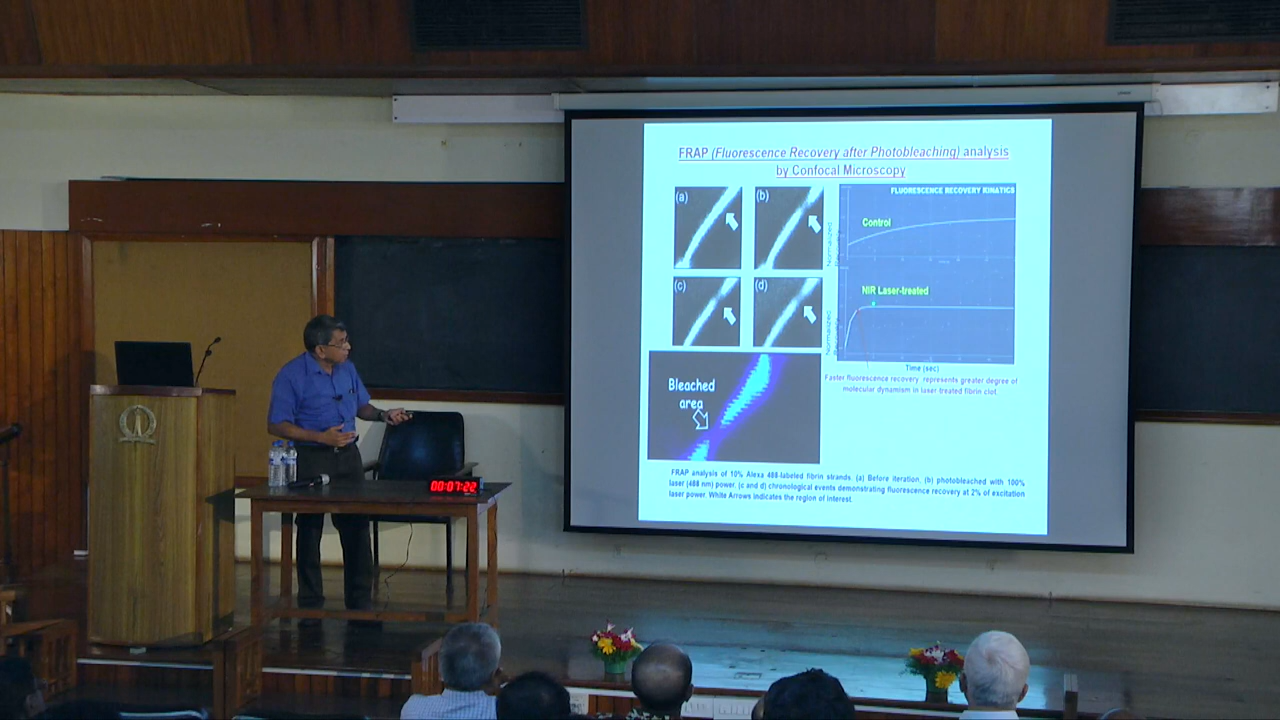 FRAP (Fluorescence Recovery after Photobleaching) analysis
by Confocal Microscopy
(a)
(b)
(c)
(d)
FLUORESCENCE RECOVERY KINETICS
Control
NIR Laser-treated
Normalized
Normalized
Time (sec)
Faster fluorescence recovery represents greater degree of
molecular dynamism in laser treated fibrin clot
Bleached
area
FRAP analysis of 10% Alexa 488-labeled fibrin strands. (a) Before iteration, (b) photobleached with 100%
laser (488 nm) power. (c and d) chronological events demonstrating fluorescence recovery at 2% of excitation
laser power. White Arrows indicates the region of interest
00:07:22